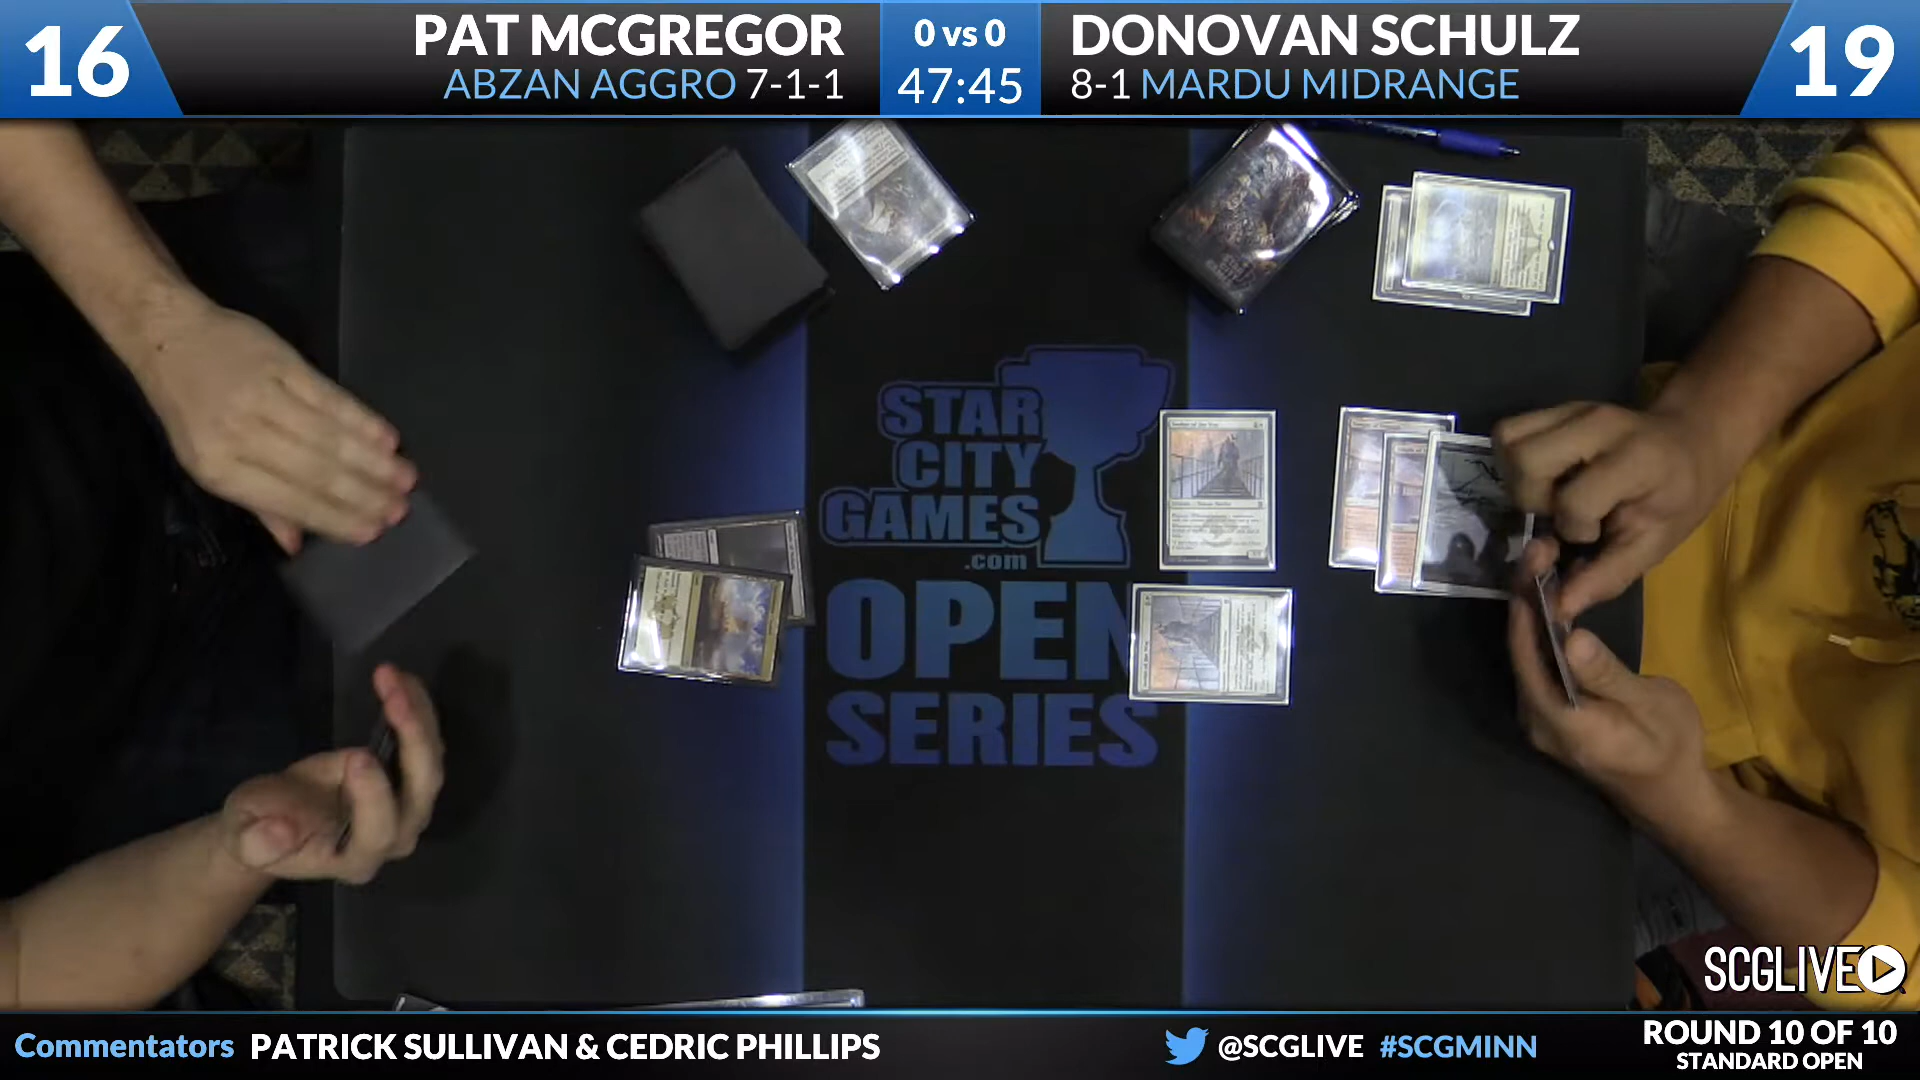 16
PAT MCGREGOR
ABZAN AGGRO 7-1-1
0 vs 0
47:45
DONOVAN SCHULZ
8-1 MARDU MIDRANGE
19
STAR
CITY
GAMES
.com
OPEN
SERIES
SCGLIVE
Commentators PATRICK SULLIVAN & CEDRIC PHILLIPS
@SCGLIVE #SCGMINN
ROUND 10 OF 10
STANDARD OPEN